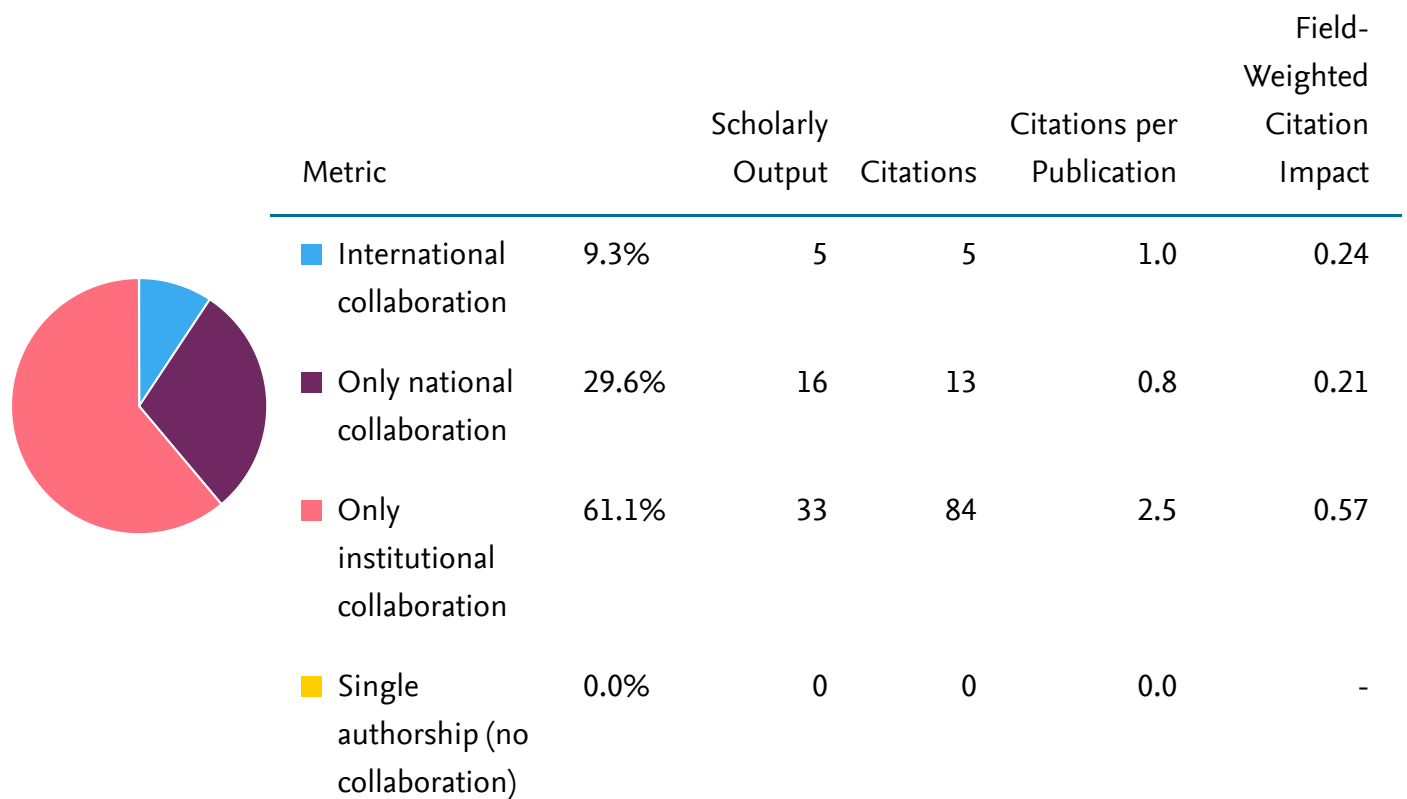 Field-
Weighted
Scholarly Citations per Citation
Metric Output Citations Publication Impact
International 9.3% 5 5 1.0 0.24
collaboration
Only national 29.6% 16 13 0.8 0.21
collaboration
Only 61.1% 33 84 2.5 0.57
institutional
collaboration
Single 0.0% 0 0 0.0 -
authorship (no
collaboration)